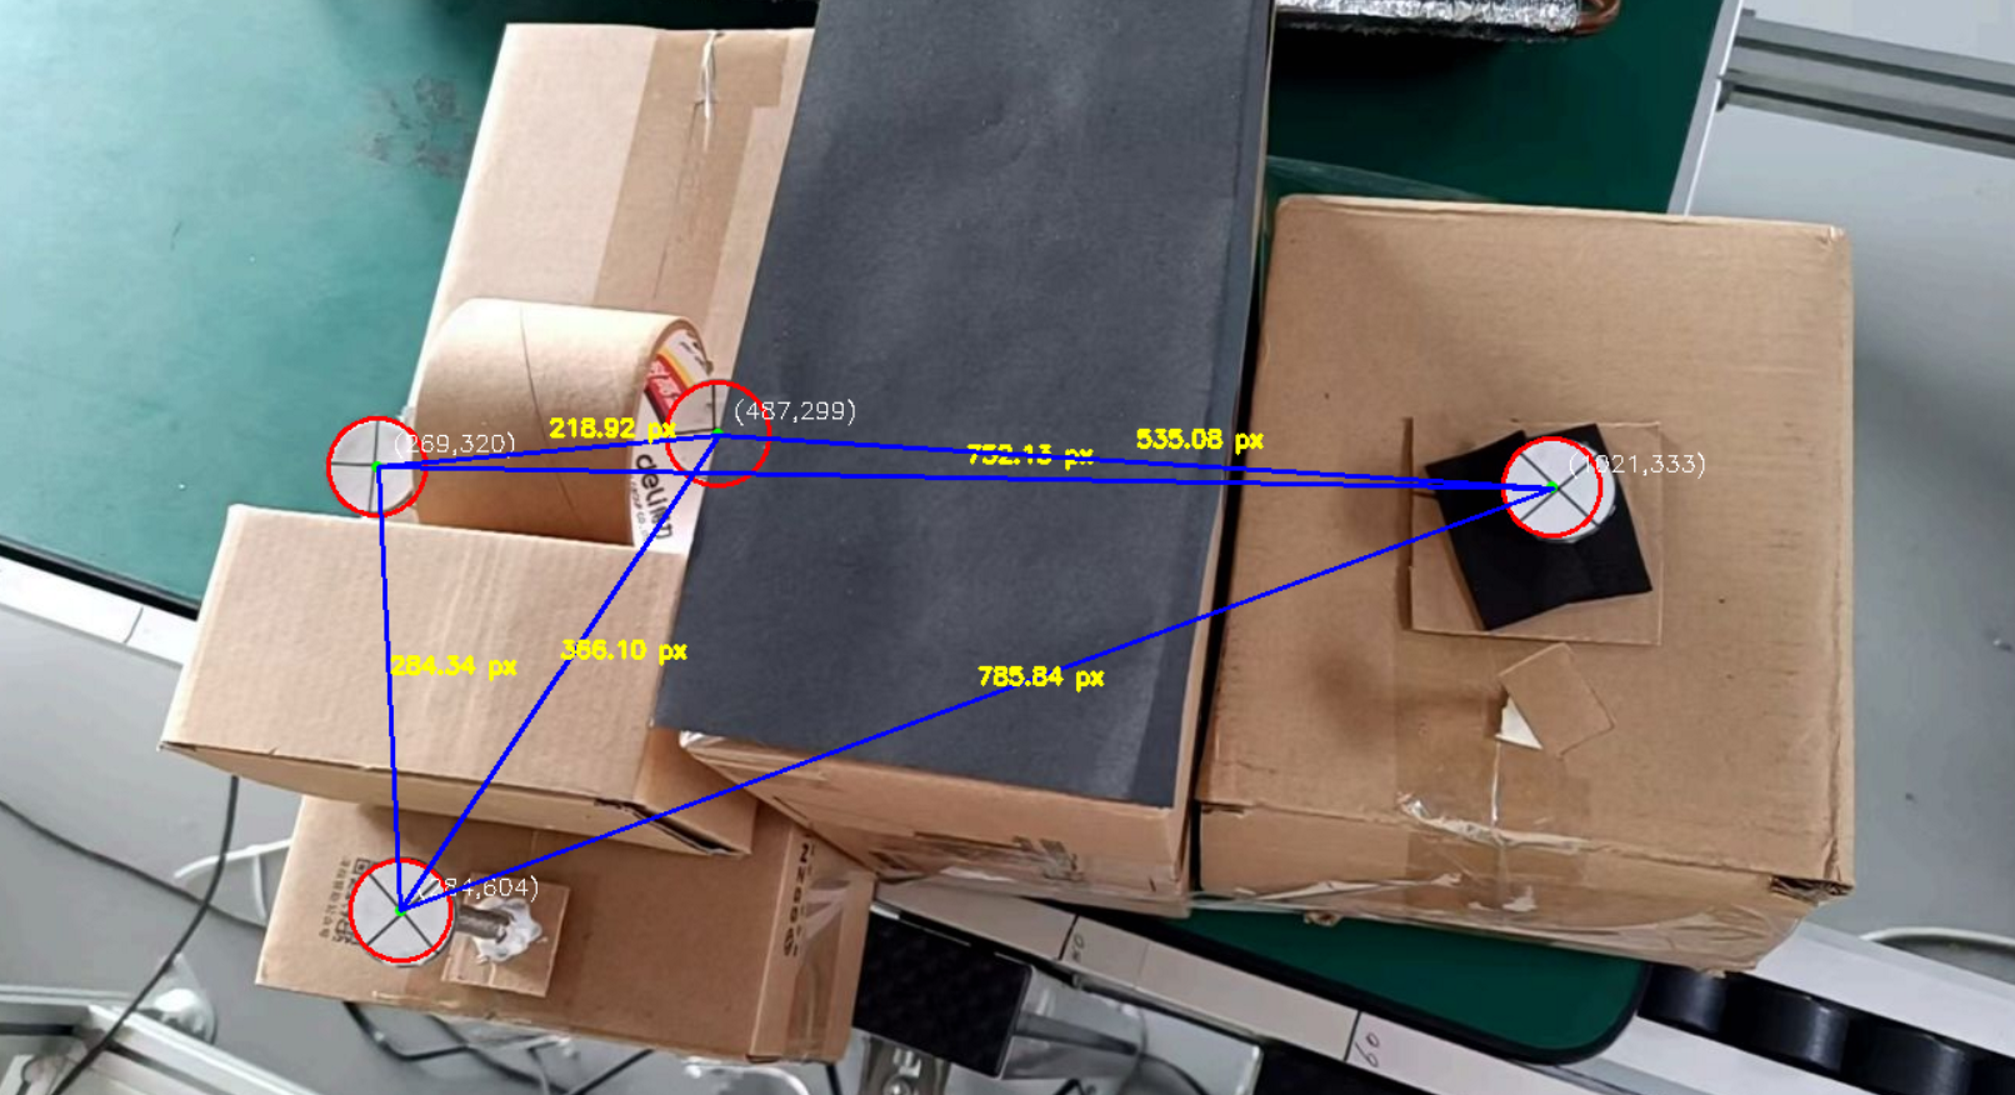 (487,299)
218.92 px
(269,320)
535.08 px
752.13 px
(1021,333)
deli
386.10 px
284.34 px
785.84 px
(284,604)